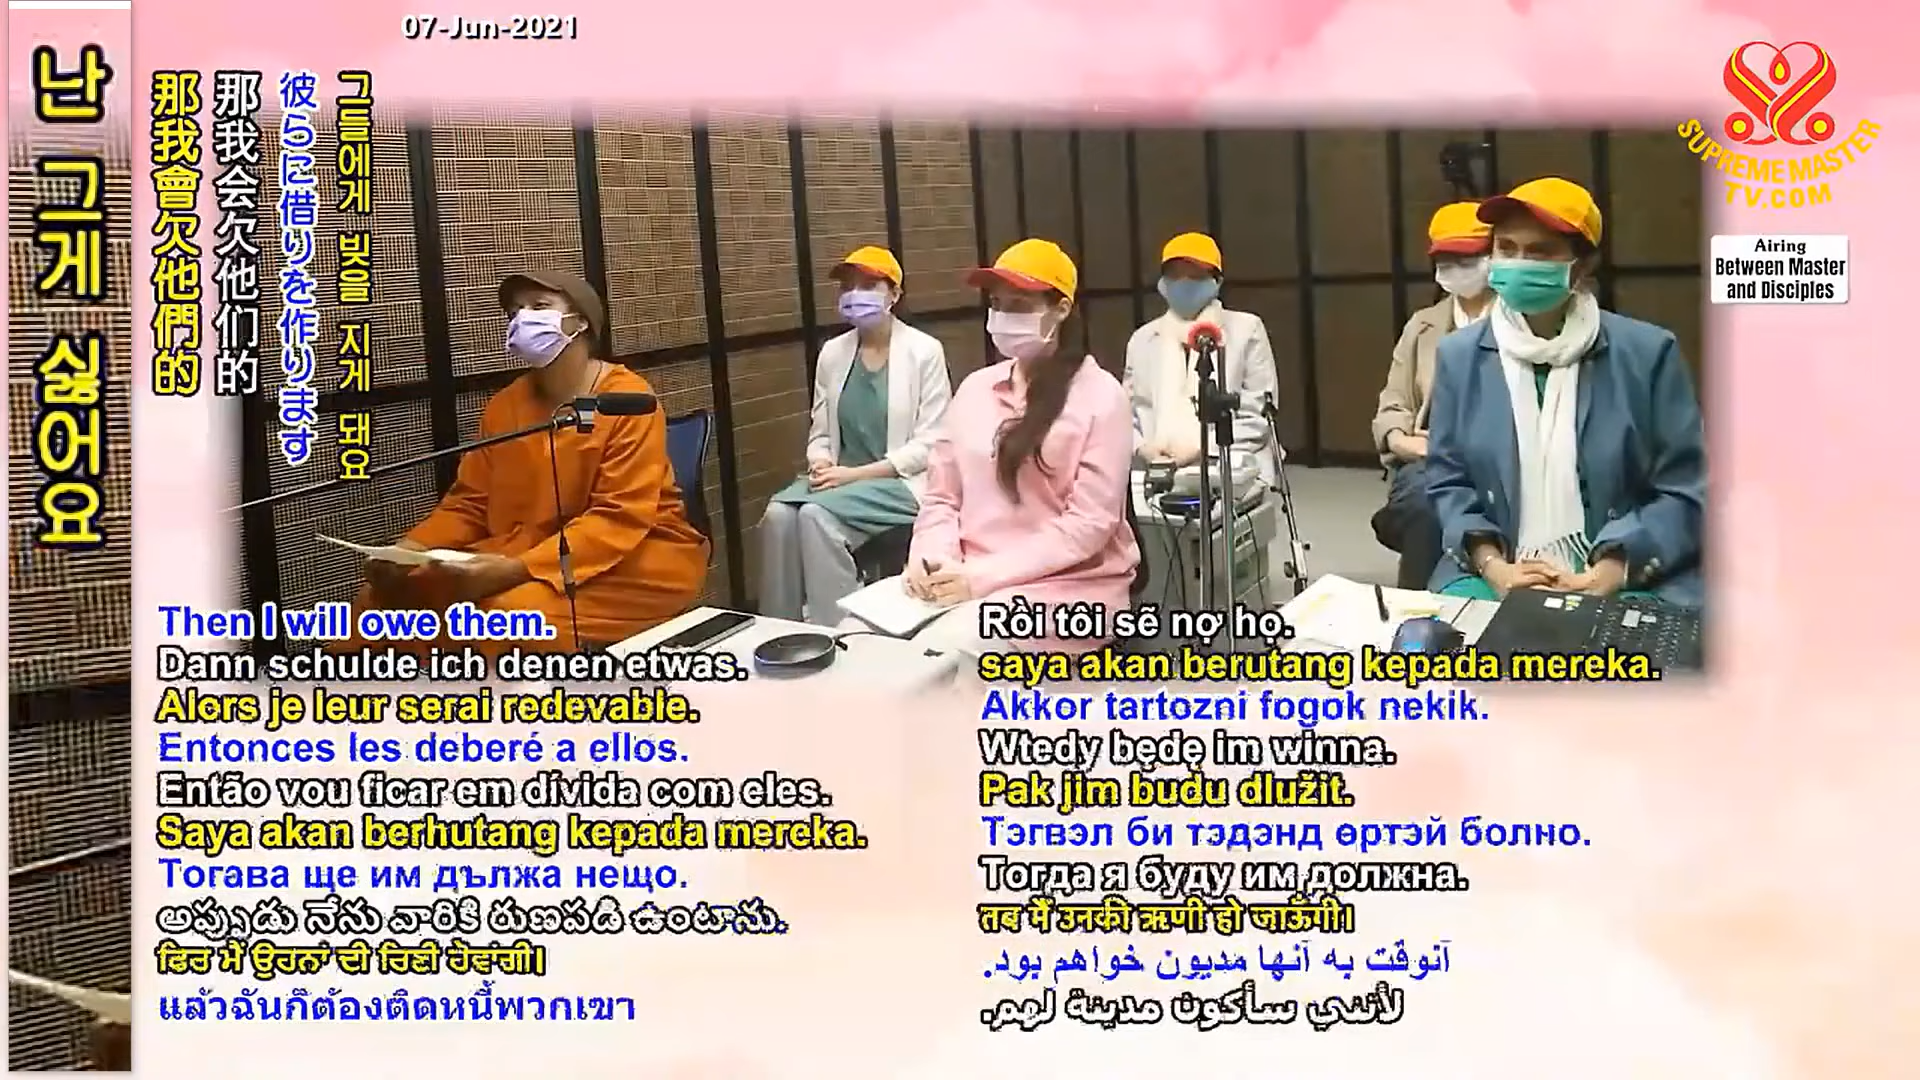 07-Jun-2021
난 그게 싫어요
那我會欠他們的
那我会欠他们的
彼らに借りを作ります
그들에게 빚을 지게 돼요
SUPREME MASTER
TV.COM
Airing
Between Master
and Disciples
Then I will owe them.
Dann schulde ich denen etwas.
Alors je leur serai redevable.
Entonces les deberé a ellos.
Então vou ficar em dívida com eles.
Saya akan berhutang kepada mereka.
Тогава ще им дължа нещо.
అప్పుడు నేను వారికి రుణపడి ఉంటాను.
ਫਿਰ ਮੈਂ ਉਹਨਾਂ ਦੀ ਰਿਣੀ ਹੋਵਾਂਗੀ।
แล้วฉันก็ต้องติดหนี้พวกเขา
Rồi tôi sẽ nợ họ.
saya akan berutang kepada mereka.
Akkor tartozni fogok nekik.
Wtedy będę im winna.
Pak jim budu dlužit.
Тэгвэл би тэдэнд өртэй болно.
Тогда я буду им должна.
तब मैं उनकी ऋणी हो जाऊँगी।
آنوقت به آنها مدیون خواهم بود.
لأنني سأكون مدينة لهم.